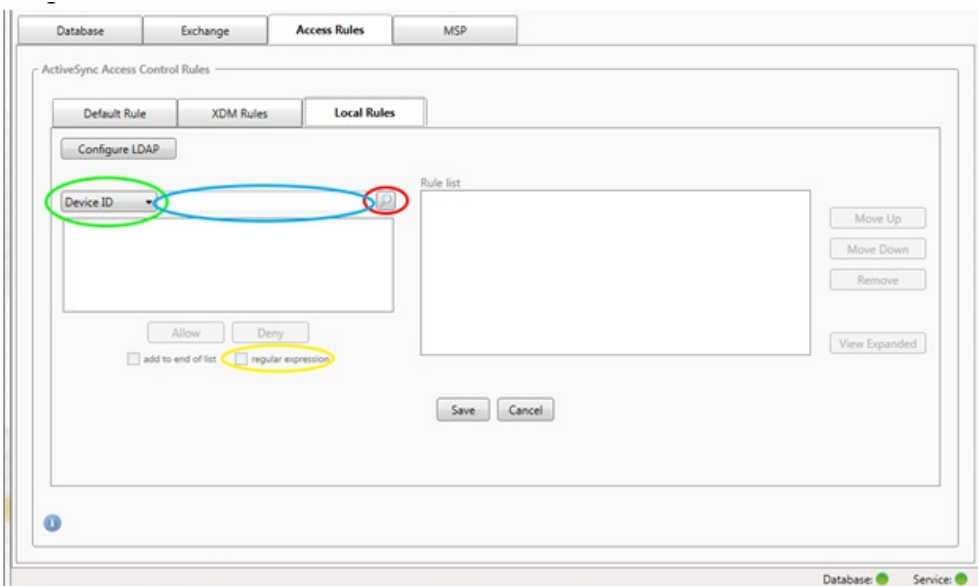 Database Exchange Access Rules MSP
ActiveSync Access Control Rules
Default Rule XDM Rules Local Rules
Configure LDAP
Rule list
Device ID
Move Up
Move Down
Remove
Allow Deny
View Expanded
add to end of list regular expression
Save Cancel
Database: Service: